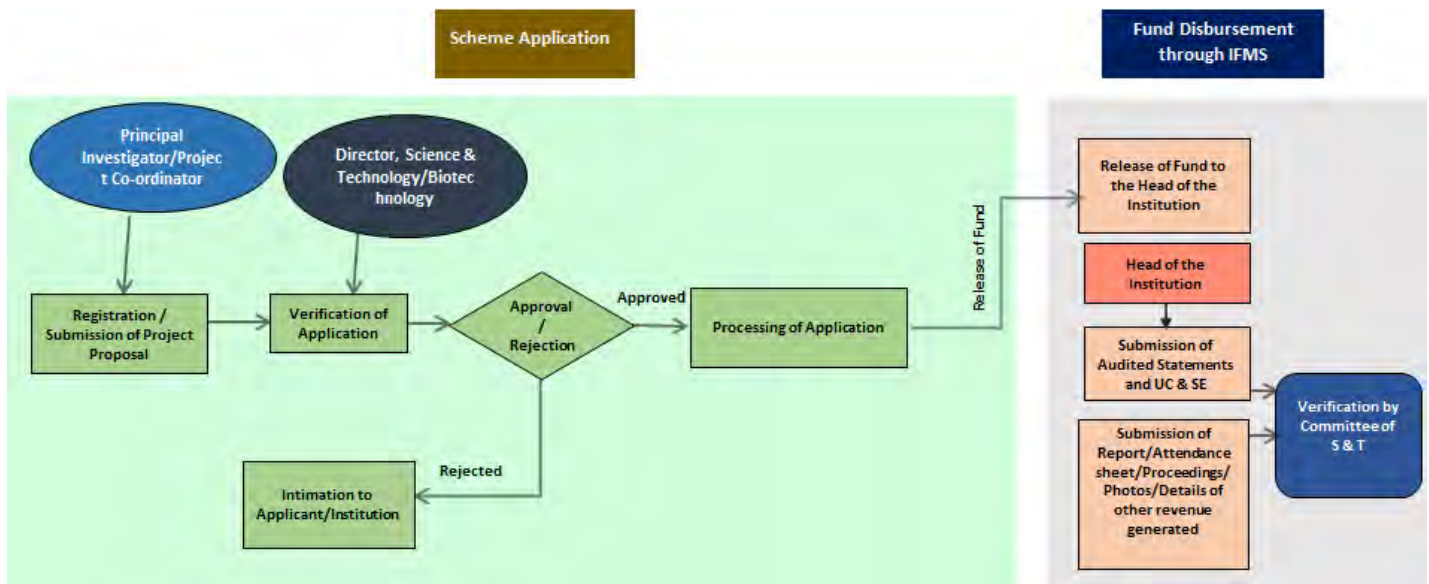 Scheme Application
Fund Disbursement
through IFMS
Principal
Investigator/Projec
t Co-ordinator
Director, Science &
Technology/Biotec
hnology
Registration /
Submission of Project
Proposal
Verification of
Application
Approval
/
Rejection
Approved
Processing of Application
Release of Fund
Rejected
Intimation to
Applicant/Institution
Release of Fund to
the Head of the
Institution
Head of the
Institution
Submission of
Audited Statements
and UC & SE
Submission of
Report/Attendance
sheet/Proceedings/
Photos/Details of
other revenue
generated
Verification by
Committee of
S & T